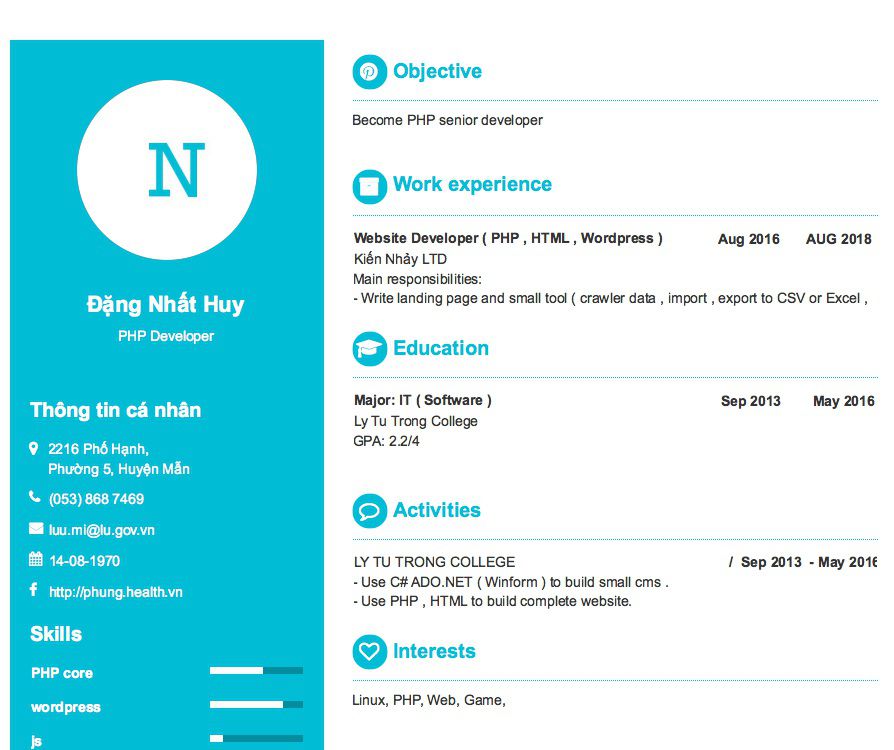 N
Đặng Nhất Huy
PHP Developer
Thông tin cá nhân
2216 Phố Hạnh,
Phường 5, Huyện Mẫn
(053) 868 7469
luu.mi@lu.gov.vn
14-08-1970
http://phung.health.vn
Skills
PHP core
wordpress
js
Objective
Become PHP senior developer
Work experience
Website Developer ( PHP , HTML , Wordpress ) Aug 2016 AUG 2018
Kiến Nhảy LTD
Main responsibilities:
- Write landing page and small tool ( crawler data , import , export to CSV or Excel ,
Education
Major: IT ( Software ) Sep 2013 May 2016
Ly Tu Trong College
GPA: 2.2/4
Activities
LY TU TRONG COLLEGE / Sep 2013 - May 2016
- Use C# ADO.NET ( Winform ) to build small cms .
- Use PHP , HTML to build complete website.
Interests
Linux, PHP, Web, Game,